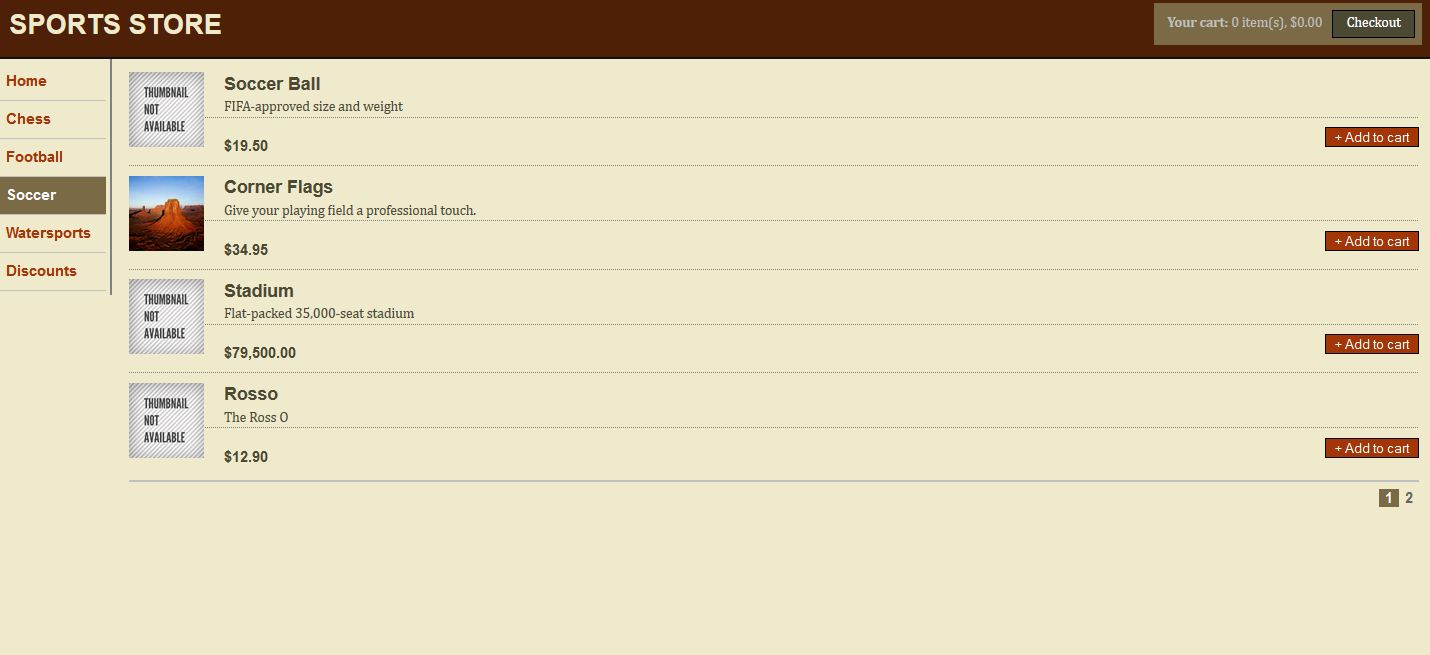 SPORTS STORE
Your cart: 0 item(s), $0.00 Checkout
Home
Chess
Football
Soccer
Watersports
Discounts
THUMBNAIL
NOT
AVAILABLE
Soccer Ball
FIFA-approved size and weight
$19.50
+ Add to cart
Corner Flags
Give your playing field a professional touch.
$34.95
+ Add to cart
THUMBNAIL
NOT
AVAILABLE
Stadium
Flat-packed 35,000-seat stadium
$79,500.00
+ Add to cart
THUMBNAIL
NOT
AVAILABLE
Rosso
The Ross O
$12.90
+ Add to cart
1 2